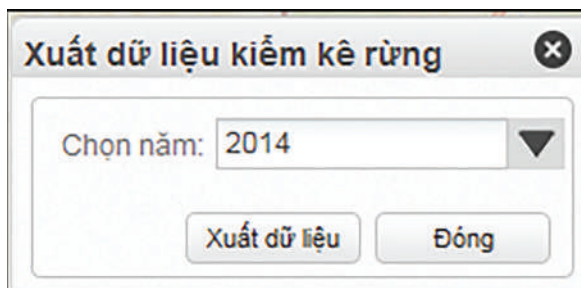 Xuất dữ liệu kiểm kê rừng
Chọn năm: 2014
Xuất dữ liệu Đóng